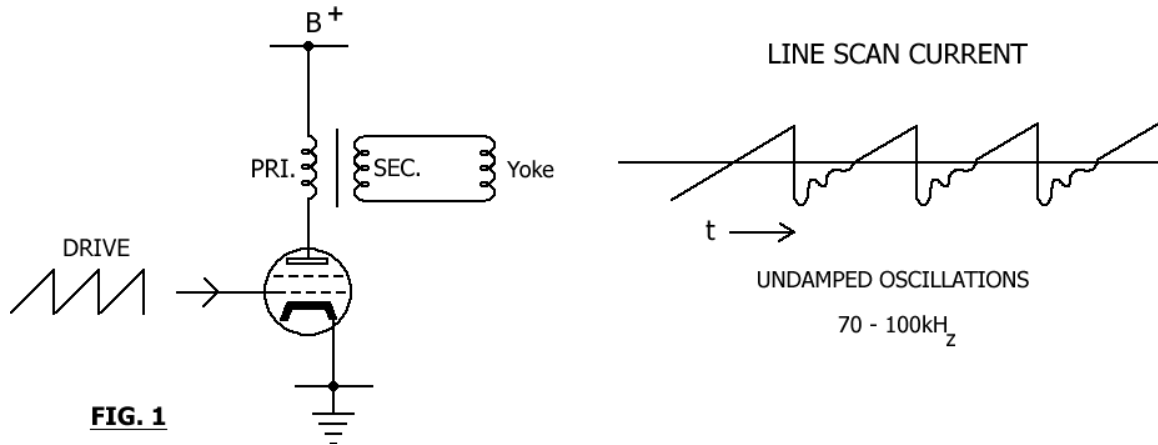 B+
PRI.
SEC.
Yoke
DRIVE
FIG. 1
LINE SCAN CURRENT
t
UNDAMPED OSCILLATIONS
70 - 100kHz